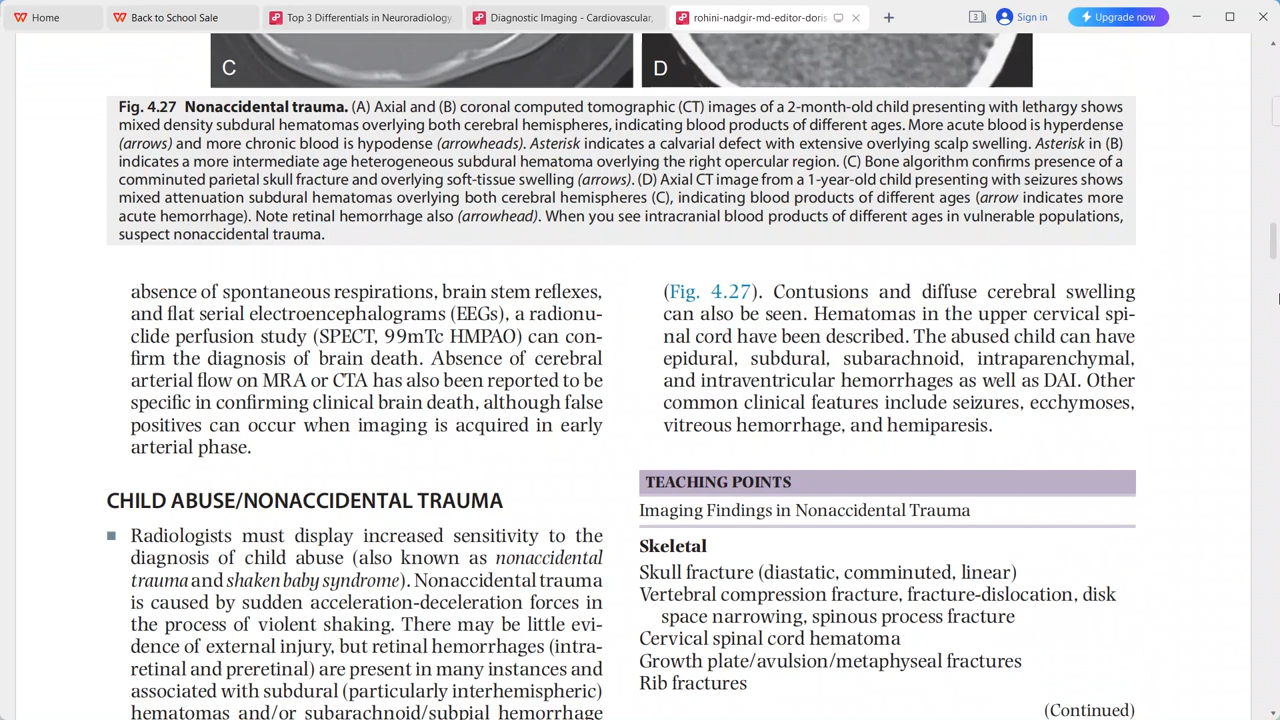 Home
Back to School Sale
Top 3 Differentials in Neuroradiology
Diagnostic Imaging - Cardiovascular,
rohini-nadgir-md-editor-doris
3
Sign in
Upgrade now
C
D
Fig. 4.27 Nonaccidental trauma. (A) Axial and (B) coronal computed tomographic (CT) images of a 2-month-old child presenting with lethargy shows
mixed density subdural hematomas overlying both cerebral hemispheres, indicating blood products of different ages. More acute blood is hyperdense
(arrows) and more chronic blood is hypodense (arrowheads). Asterisk indicates a calvarial defect with extensive overlying scalp swelling. Asterisk in (B)
indicates a more intermediate age heterogeneous subdural hematoma overlying the right opercular region. (C) Bone algorithm confirms presence of a
comminuted parietal skull fracture and overlying soft-tissue swelling (arrows). (D) Axial CT image from a 1-year-old child presenting with seizures shows
mixed attenuation subdural hematomas overlying both cerebral hemispheres (C), indicating blood products of different ages (arrow indicates more
acute hemorrhage). Note retinal hemorrhage also (arrowhead). When you see intracranial blood products of different ages in vulnerable populations,
suspect nonaccidental trauma.
absence of spontaneous respirations, brain stem reflexes,
and flat serial electroencephalograms (EEGs), a radionu-
clide perfusion study (SPECT, 99mTc HMPAO) can con-
firm the diagnosis of brain death. Absence of cerebral
arterial flow on MRA or CTA has also been reported to be
specific in confirming clinical brain death, although false
positives can occur when imaging is acquired in early
arterial phase.
CHILD ABUSE/NONACCIDENTAL TRAUMA
Radiologists must display increased sensitivity to the
diagnosis of child abuse (also known as nonaccidental
trauma and shaken baby syndrome). Nonaccidental trauma
is caused by sudden acceleration-deceleration forces in
the process of violent shaking. There may be little evi-
dence of external injury, but retinal hemorrhages (intra-
retinal and preretinal) are present in many instances and
associated with subdural (particularly interhemispheric)
hematomas and/or subarachnoid/subpial hemorrhage
(Fig. 4.27). Contusions and diffuse cerebral swelling
can also be seen. Hematomas in the upper cervical spi-
nal cord have been described. The abused child can have
epidural, subdural, subarachnoid, intraparenchymal,
and intraventricular hemorrhages as well as DAI. Other
common clinical features include seizures, ecchymoses,
vitreous hemorrhage, and hemiparesis.
TEACHING POINTS
Imaging Findings in Nonaccidental Trauma
Skeletal
Skull fracture (diastatic, comminuted, linear)
Vertebral compression fracture, fracture-dislocation, disk
space narrowing, spinous process fracture
Cervical spinal cord hematoma
Growth plate/avulsion/metaphyseal fractures
Rib fractures
(Continued)